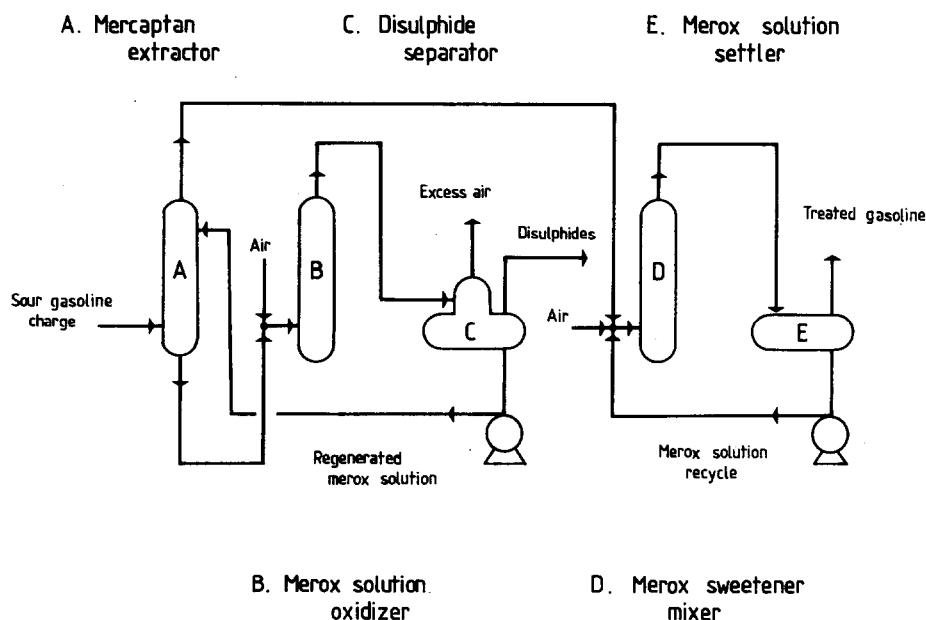 A. Mercaptan
extractor
C. Disulphide
separator
E. Merox solution
settler
Excess air
Treated gasoline
Disulphides
Air
A
B
D
Sour gasoline
charge
Air
C
E
Regenerated
merox solution
Merox solution
recycle
B. Merox solution
oxidizer
D. Merox sweetener
mixer